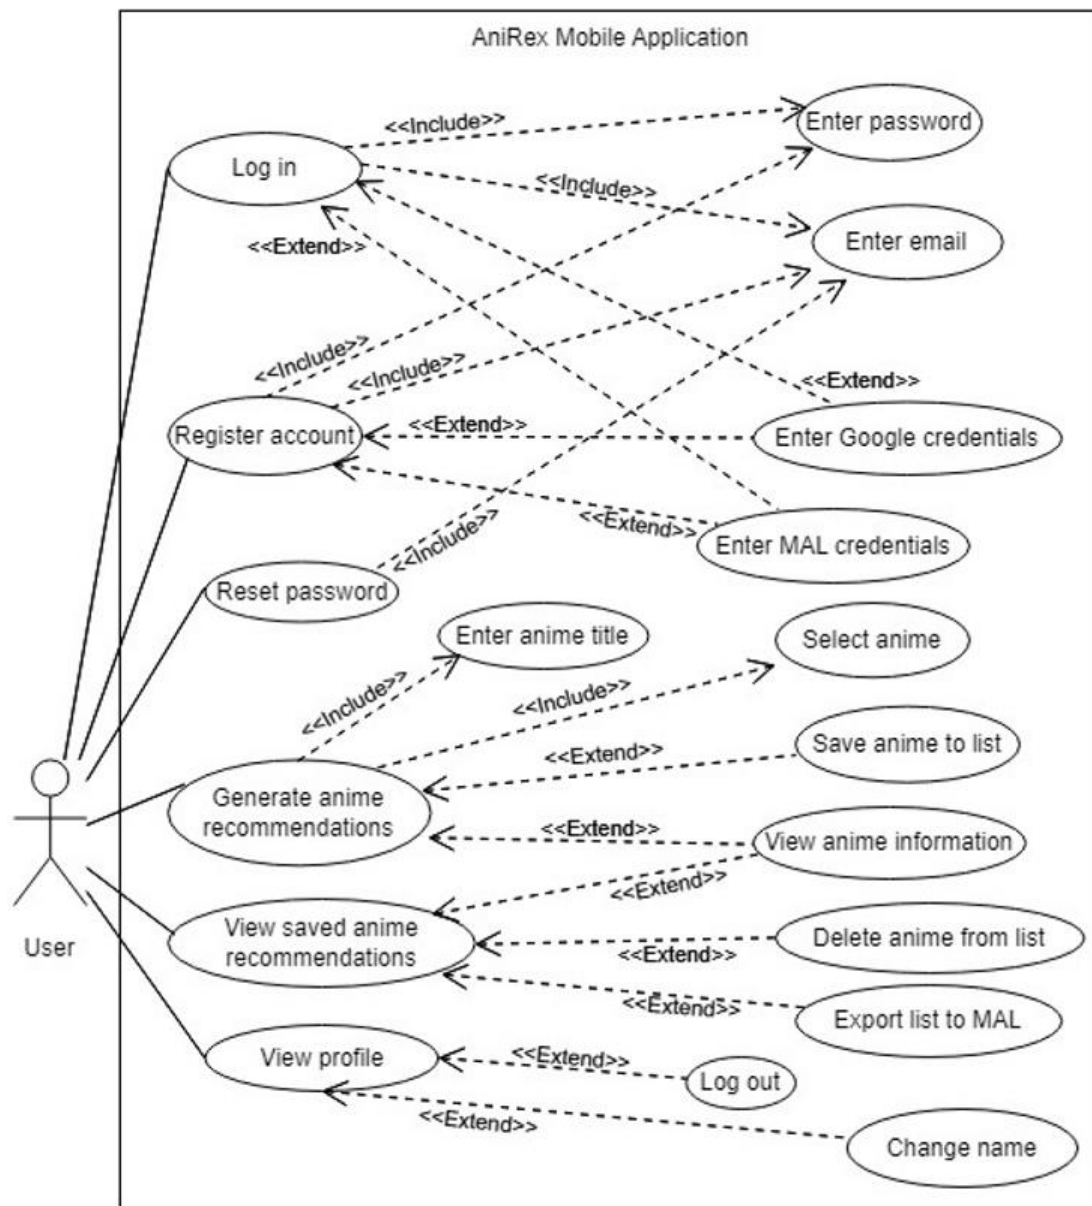 AniRex Mobile Application
<<Include>>
Enter password
Log in
<<Include>>
Enter email
<<Extend>>
<<Include>>
<<Include>>
<<Extend>>
Register account
<<Extend>>
Enter Google credentials
<<Extend>>
Enter MAL credentials
<<Include>>
Reset password
Enter anime title
Select anime
<<Include>>
<<Include>>
Save anime to list
<<Extend>>
Generate anime
recommendations
<<Extend>>
View anime information
<<Extend>>
View saved anime
recommendations
Delete anime from list
<<Extend>>
User
<<Extend>>
Export list to MAL
View profile
<<Extend>>
Log out
<<Extend>>
Change name